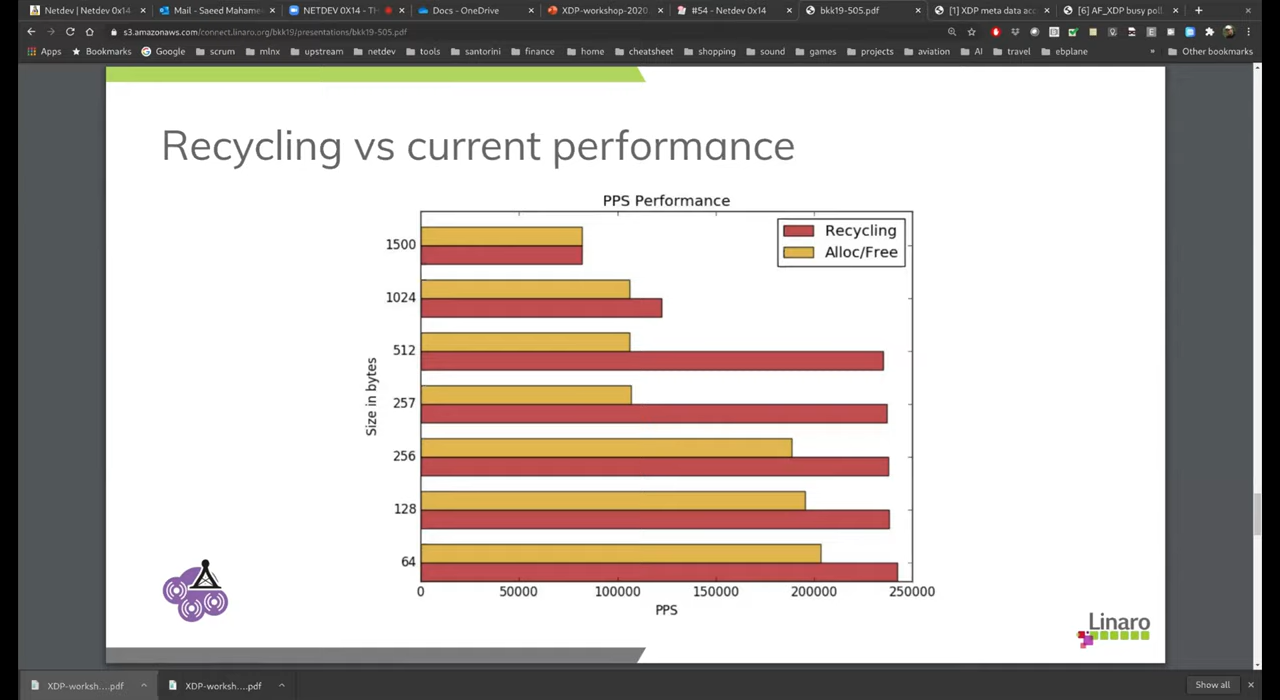 Netdev | Netdev 0x14
Mail - Saeed Mahame
NETDEV 0X14 - TH
Docs - OneDrive
XDP-workshop-2020.
#54 - Netdev 0x14
bkk19-505.pdf
[1] XDP meta data acc
[6] AF_XDP busy poll
s3.amazonaws.com/connect.linaro.org/bkk19/presentations/bkk19-505.pdf
Apps Bookmarks Google scrum mlnx upstream netdev tools santorini finance home cheatsheet shopping sound games projects aviation AI travel ebplane » Other bookmarks
Recycling vs current performance
PPS Performance
Recycling
Alloc/Free
1500
1024
512
257
256
128
64
Size in bytes
0 50000 100000 150000 200000 250000
PPS
Linaro
XDP-worksh....pdf
XDP-worksh....pdf
Show all